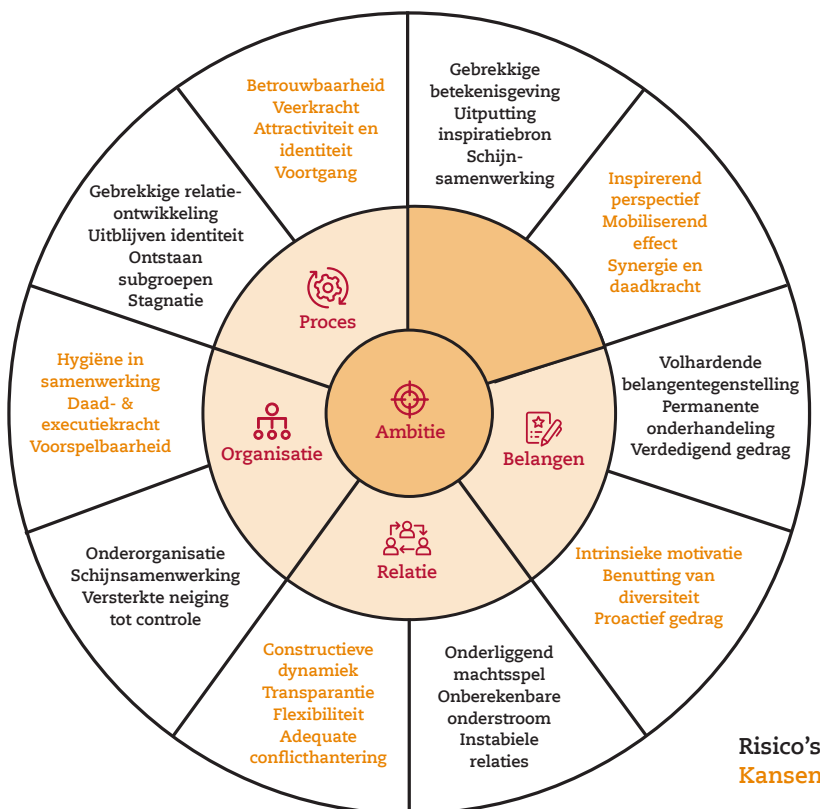 Gebrekkige
betekenisgeving
Uitputting
inspiratiebron
Schijn-
samenwerking
Inspirerend
perspectief
Mobiliserend
effect
Synergie en
daadkracht
Volhardende
belangentegenstelling
Permanente
onderhandeling
Verdedigend gedrag
Intrinsieke motivatie
Benutting van
diversiteit
Proactief gedrag
Onderliggend
machtsspel
Onberekenbare
onderstroom
Instabiele
relaties
Constructieve
dynamiek
Transparantie
Flexibiliteit
Adequate
conflicthantering
Onderorganisatie
Schijnsamenwerking
Versterkte neiging
tot controle
Hygiëne in
samenwerking
Daad- &
executiekracht
Voorspelbaarheid
Gebrekkige relatie-
ontwikkeling
Uitblijven identiteit
Ontstaan
subgroepen
Stagnatie
Betrouwbaarheid
Veerkracht
Attractiviteit en
identiteit
Voortgang
Proces
Organisatie
Ambitie
Belangen
Relatie
Risico's
Kansen